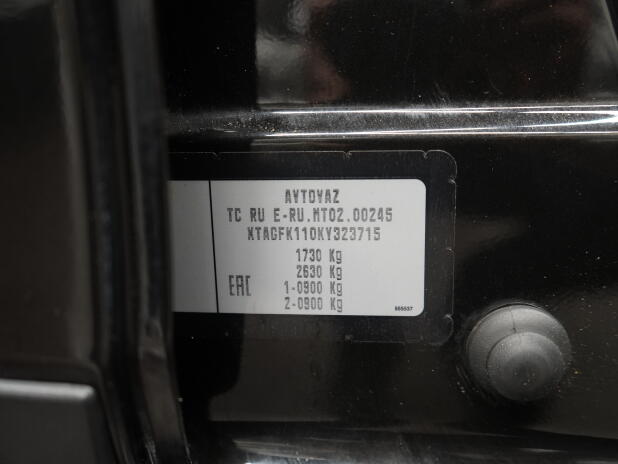 AVTOVAZ
TC RU E-RU.MT02.00245
XTAGFK110KY323715
1730 Kg
2630 Kg
1-0900 Kg
2-0900 Kg
EAC